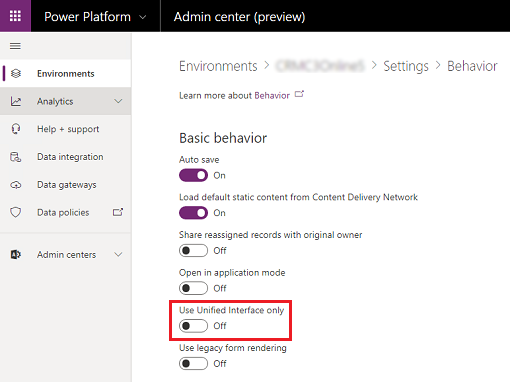 Power Platform
Admin center (preview)
Environments
Analytics
Help + support
Data integration
Data gateways
Data policies
Admin centers
Environments > > Settings > Behavior
Learn more about Behavior
Basic behavior
Auto save
On
Load default static content from Content Delivery Network
On
Share reassigned records with original owner
Off
Open in application mode
Off
Use Unified Interface only
Off
Use legacy form rendering
Off